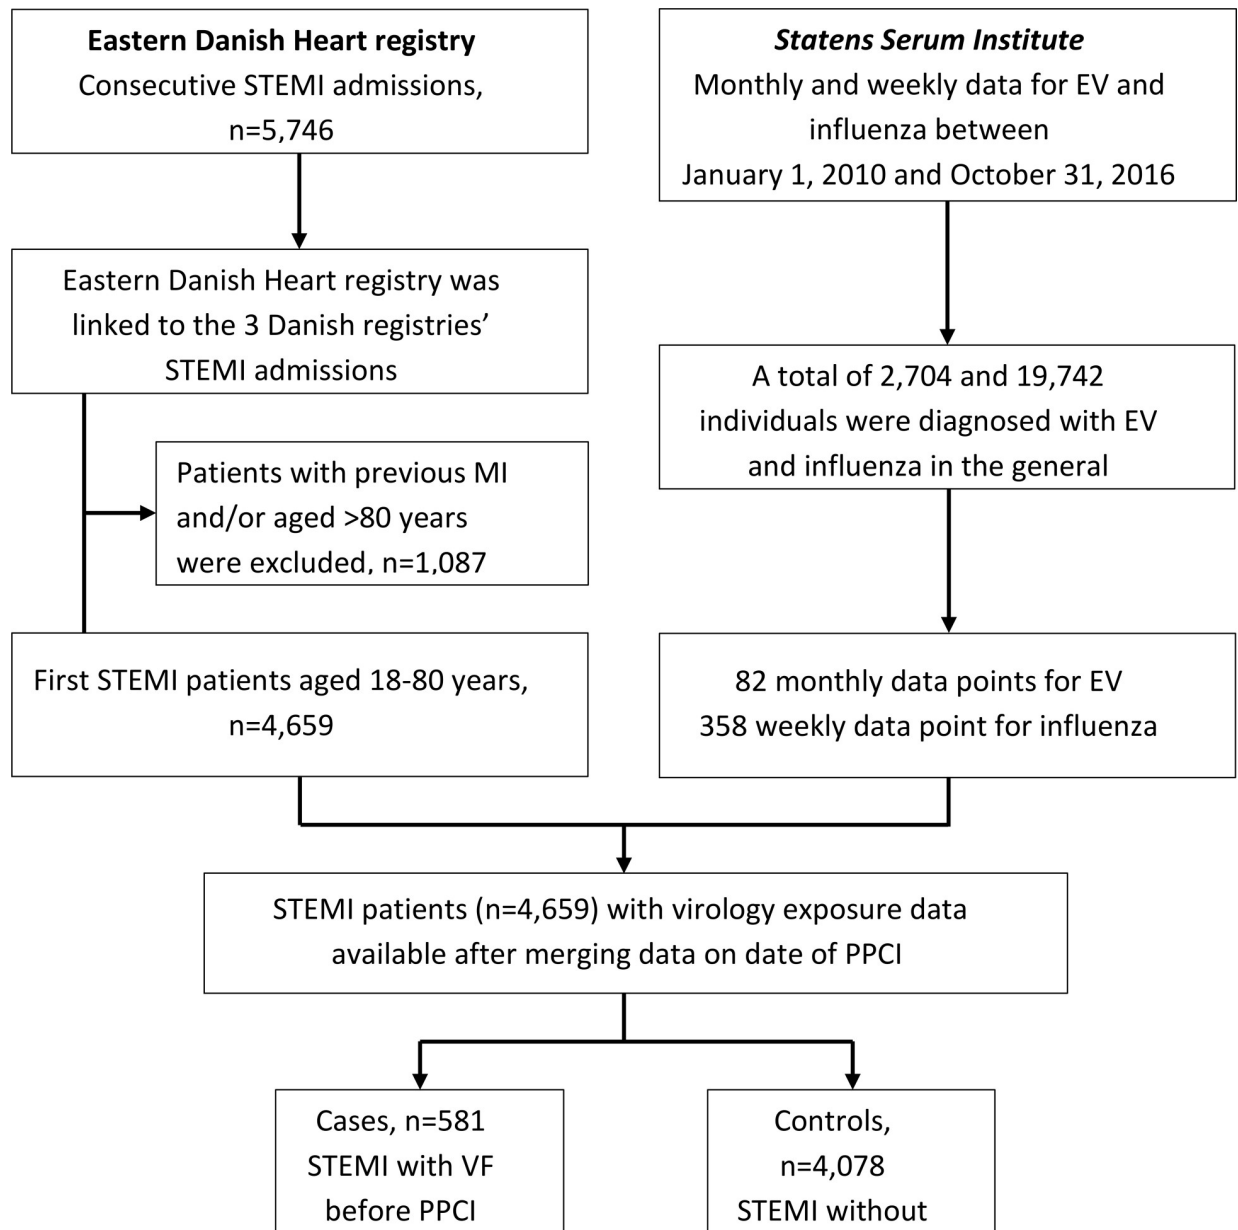 Eastern Danish Heart registry
Consecutive STEMI admissions,
n=5,746
Statens Serum Institute
Monthly and weekly data for EV and
influenza between
January 1, 2010 and October 31, 2016
Eastern Danish Heart registry was
linked to the 3 Danish registries’
STEMI admissions
A total of 2,704 and 19,742
individuals were diagnosed with EV
and influenza in the general
Patients with previous MI
and/or aged >80 years
were excluded, n=1,087
First STEMI patients aged 18-80 years,
n=4,659
82 monthly data points for EV
358 weekly data point for influenza
STEMI patients (n=4,659) with virology exposure data
available after merging data on date of PPCI
Cases, n=581
STEMI with VF
before PPCI
Controls,
n=4,078
STEMI without